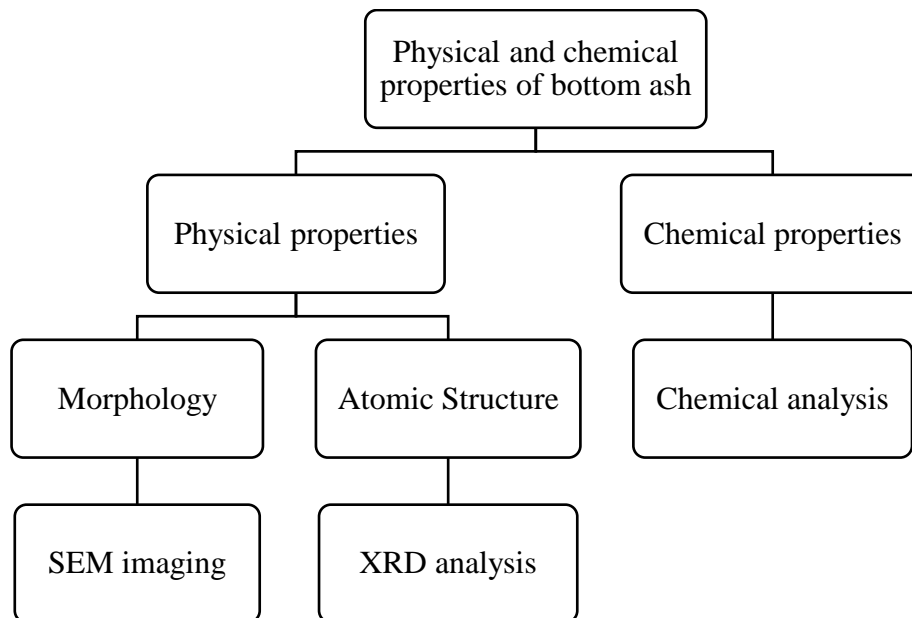 Physical and chemical
properties of bottom ash
Physical properties
Chemical properties
Morphology
Atomic Structure
Chemical analysis
SEM imaging
XRD analysis